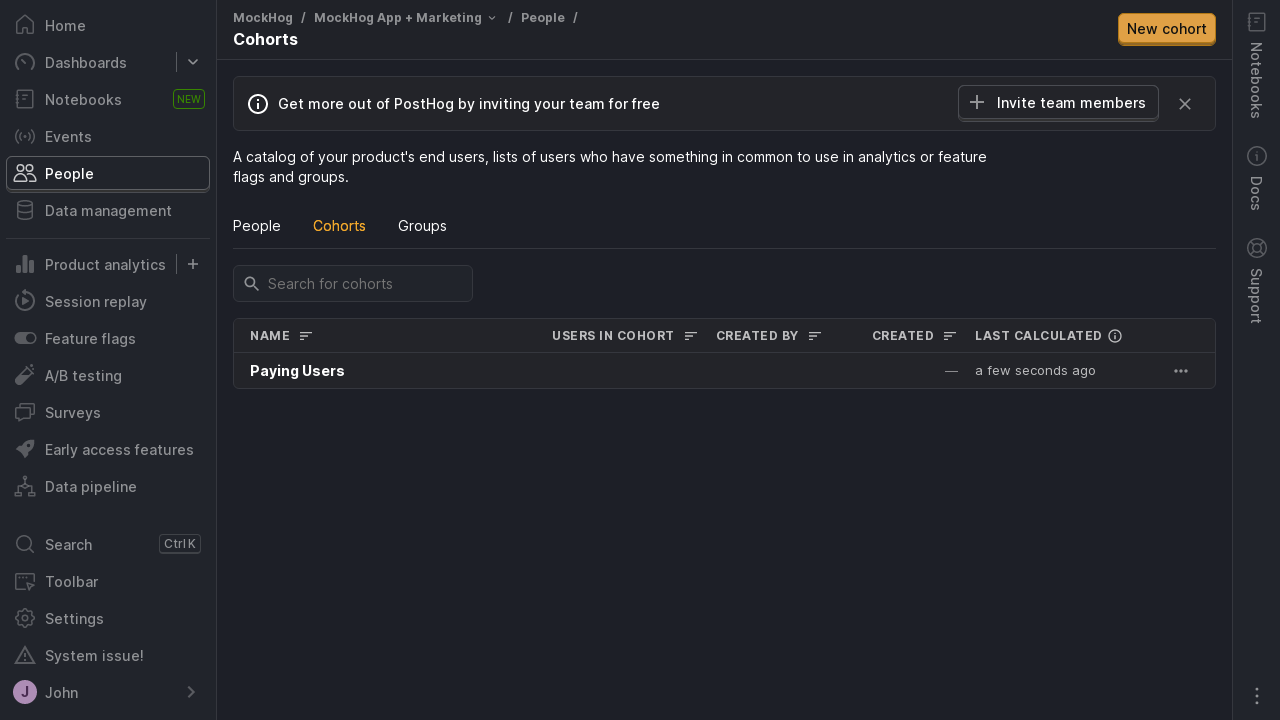 Home
Dashboards
Notebooks NEW
Events
People
Data management
Product analytics
Session replay
Feature flags
A/B testing
Surveys
Early access features
Data pipeline
Search Ctrl K
Toolbar
Settings
System issue!
J John
MockHog / MockHog App + Marketing / People /
Cohorts
New cohort
Get more out of PostHog by inviting your team for free
Invite team members
A catalog of your product's end users, lists of users who have something in common to use in analytics or feature
flags and groups.
People Cohorts Groups
Search for cohorts
NAME USERS IN COHORT CREATED BY CREATED LAST CALCULATED
Paying Users — a few seconds ago
Notebooks
Docs
Support